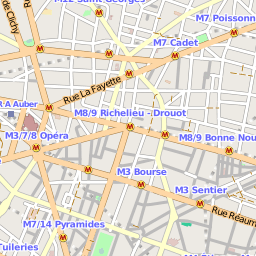 M12 Saint-Georges
de Clichy
M7 Poissonn
M7 Cadet
Rue La Fayette
R A Auber
M8/9 Richelieu - Drouot
M3/7/8 Opéra
M8/9 Bonne Nou
M3 Bourse
M3 Sentier
Rue Réaum
M7/14 Pyramides
Tuileries